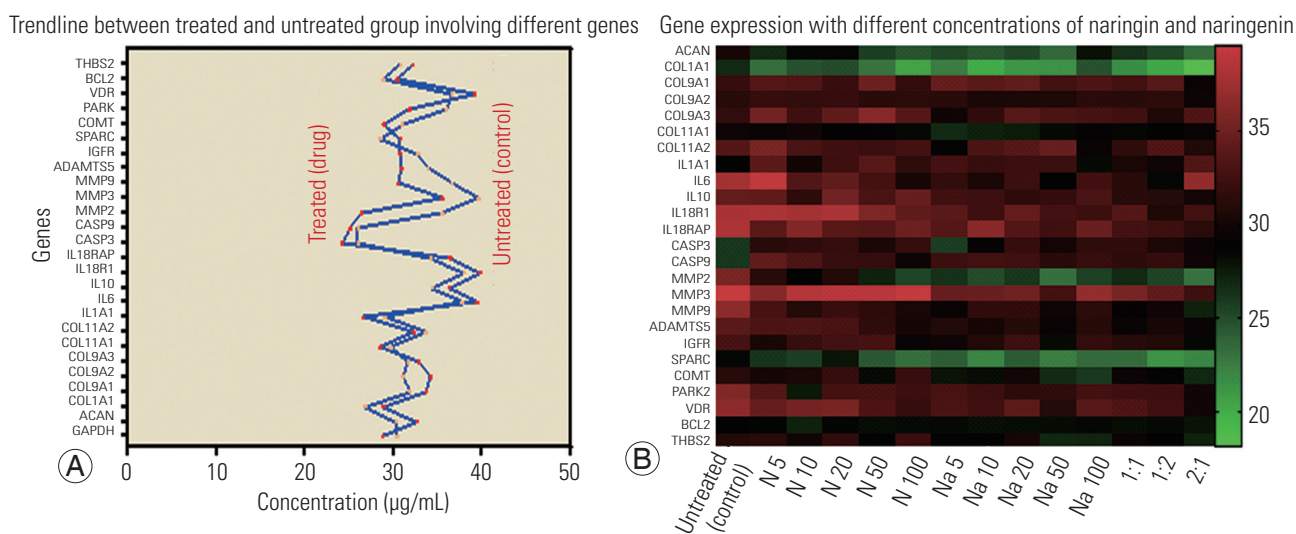 Trendline between treated and untreated group involving different genes
Genes
THBS2
BCL2
VDR
PARK
COMT
SPARC
IGFR
ADAMTS5
MMP9
MMP3
MMP2
CASP9
CASP3
IL18RAP
IL18R1
IL10
IL6
IL1A1
COL11A2
COL11A1
COL9A3
COL9A2
COL9A1
COL1A1
ACAN
GAPDH
Treated (drug)
Untreated (control)
0 10 20 30 40 50
Concentration (µg/mL)
A
Gene expression with different concentrations of naringin and naringenin
ACAN
COL1A1
COL9A1
COL9A2
COL9A3
COL11A1
COL11A2
IL1A1
IL6
IL10
IL18R1
IL18RAP
CASP3
CASP9
MMP2
MMP3
MMP9
ADAMTS5
IGFR
SPARC
COMT
PARK2
VDR
BCL2
THBS2
35
30
25
20
Untreated
(control)
N 5
N 10
N 20
N 50
N 100
Na 5
Na 10
Na 20
Na 50
Na 100
1:1
1:2
2:1
B